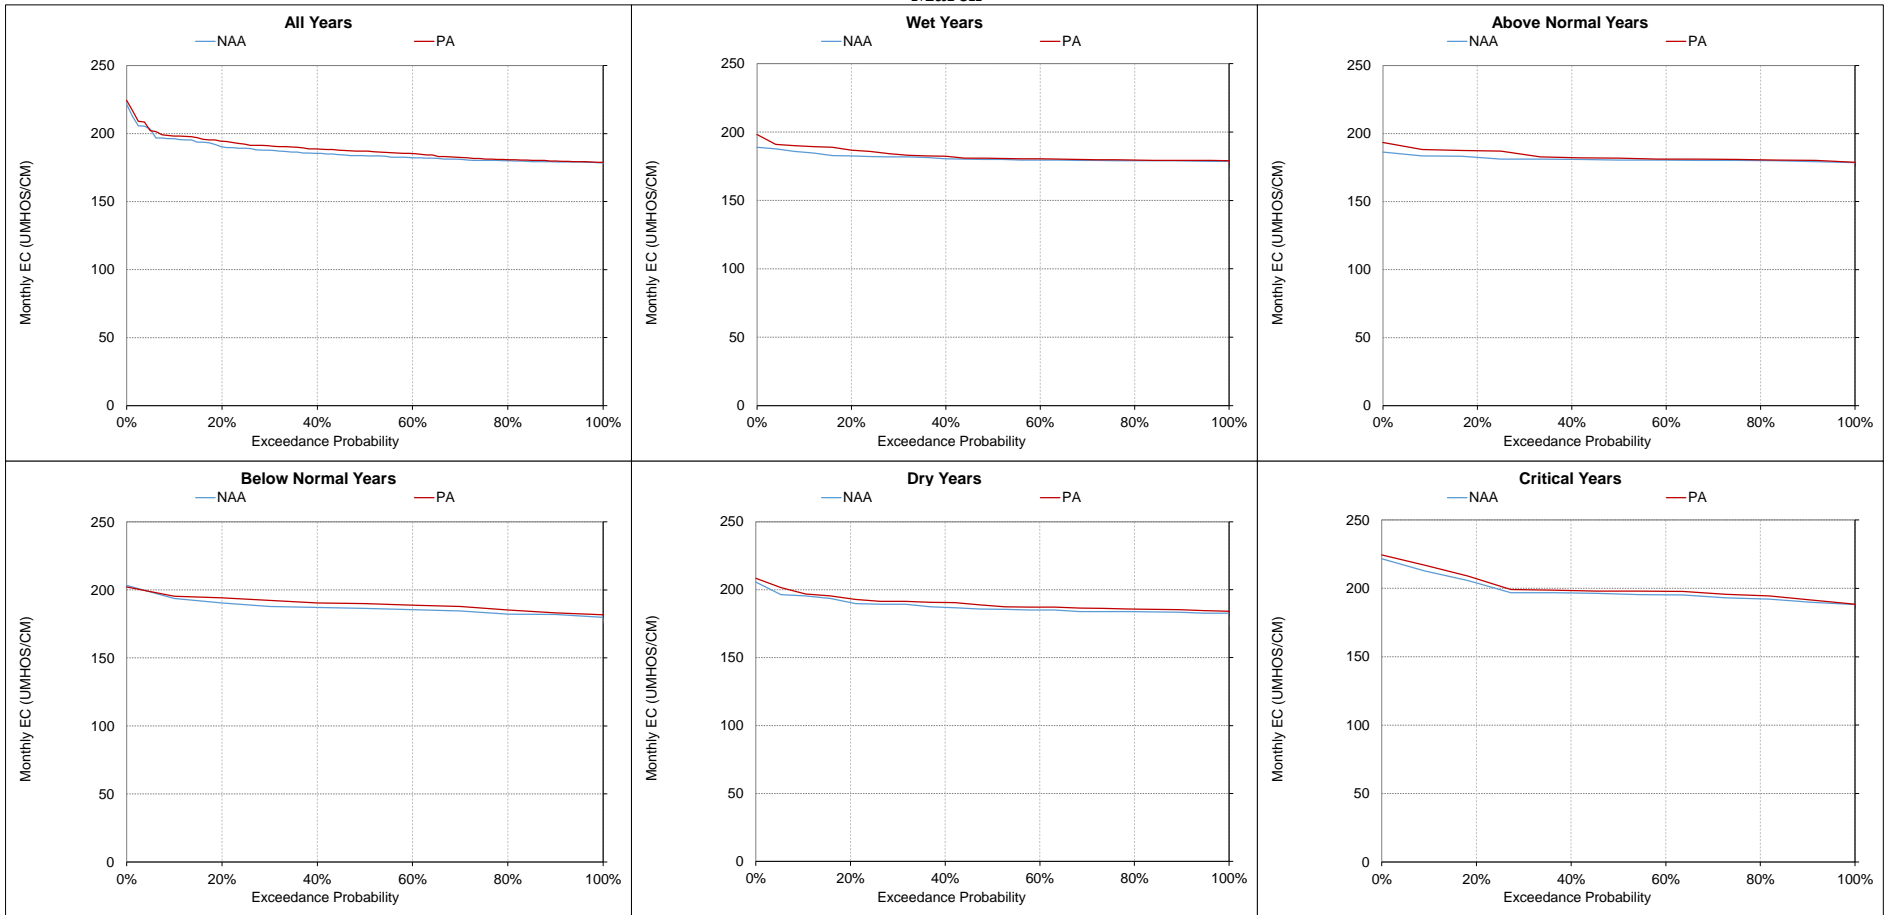 All Years
NAA PA
250
200
150
100
50
0
Monthly EC (UMHOS/CM)
0% 20% 40% 60% 80% 100%
Exceedance Probability
Wet Years
NAA PA
250
200
150
100
50
0
Monthly EC (UMHOS/CM)
0% 20% 40% 60% 80% 100%
Exceedance Probability
Above Normal Years
NAA PA
250
200
150
100
50
0
Monthly EC (UMHOS/CM)
0% 20% 40% 60% 80% 100%
Exceedance Probability
Below Normal Years
NAA PA
250
200
150
100
50
0
Monthly EC (UMHOS/CM)
0% 20% 40% 60% 80% 100%
Exceedance Probability
Dry Years
NAA PA
250
200
150
100
50
0
Monthly EC (UMHOS/CM)
0% 20% 40% 60% 80% 100%
Exceedance Probability
Critical Years
NAA PA
250
200
150
100
50
0
Monthly EC (UMHOS/CM)
0% 20% 40% 60% 80% 100%
Exceedance Probability